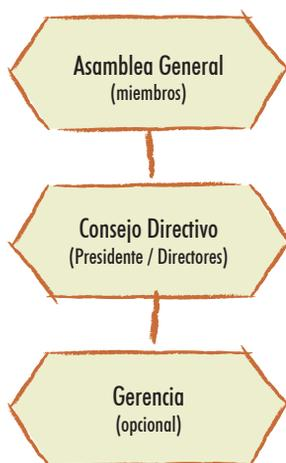 Asamblea General
(miembros)
Consejo Directivo
(Presidente / Directores)
Gerencia
(opcional)